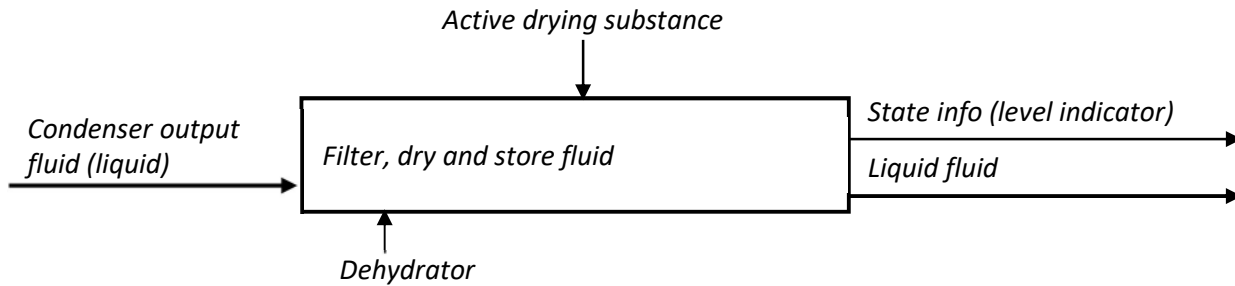 Active drying substance
Condenser output
fluid (liquid)
Filter, dry and store fluid
State info (level indicator)
Liquid fluid
Dehydrator